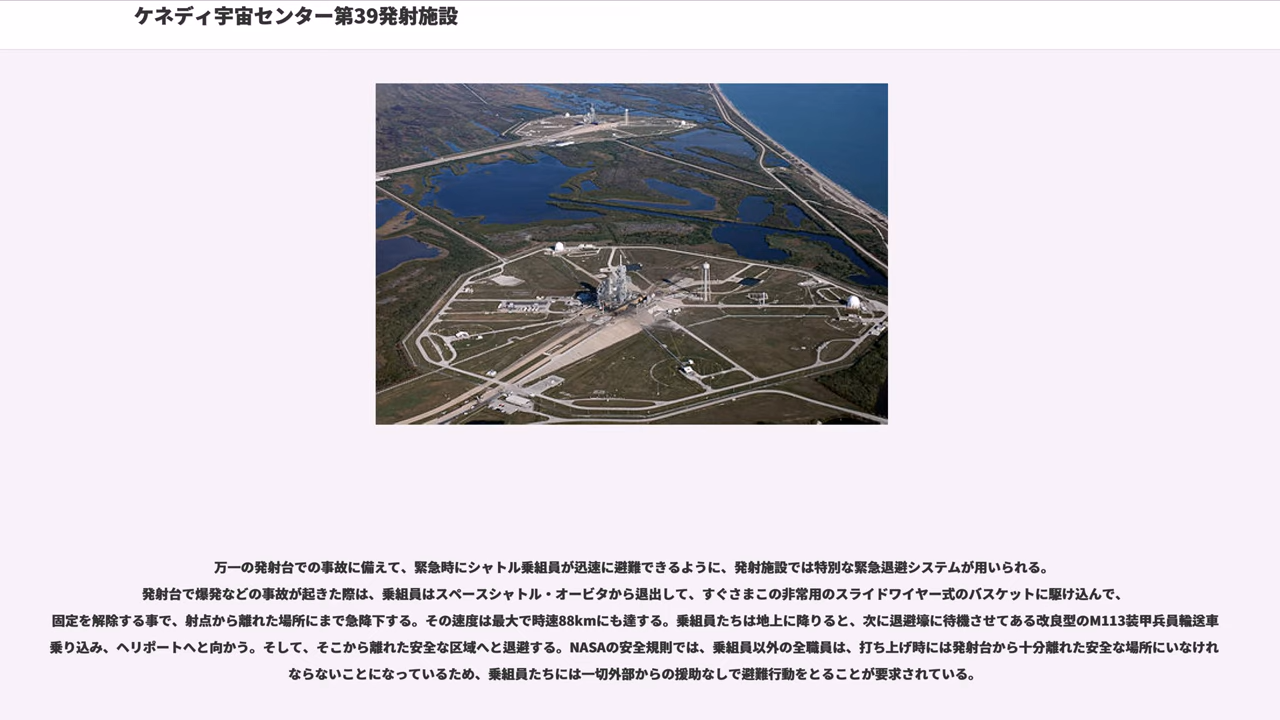 ケネディ宇宙センター第39発射施設
万一の発射台での事故に備えて、緊急時にシャトル乗組員が迅速に避難できるように、発射施設では特別な緊急退避システムが用いられる。
発射台で爆発などの事故が起きた際は、乗組員はスペースシャトル・オービタから退出して、すぐさまこの非常用のスライドワイヤー式のバスケットに駆け込んで、
固定を解除する事で、射点から離れた場所にまで急降下する。その速度は最大で時速88kmにも達する。乗組員たちは地上に降りると、次に退避壕に待機させてある改良型のM113装甲兵員輸送車
乗り込み、ヘリポートへと向かう。そして、そこから離れた安全な区域へと退避する。NASAの安全規則では、乗組員以外の全職員は、打ち上げ時には発射台から十分離れた安全な場所にいなけれ
ならないことになっているため、乗組員たちには一切外部からの援助なしで避難行動をとることが要求されている。